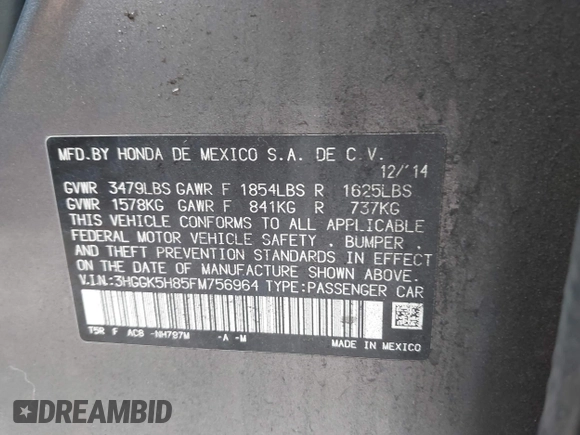 MFD.BY HONDA DE MEXICO S.A. DE C.V.
12/'14
GVWR 3479LBS GAWR F 1854LBS R 1625LBS
GVWR 1578KG GAWR F 841KG R 737KG
THIS VEHICLE CONFORMS TO ALL APPLICABLE
FEDERAL MOTOR VEHICLE SAFETY , BUMPER ,
AND THEFT PREVENTION STANDARDS IN EFFECT
ON THE DATE OF MANUFACTURE SHOWN ABOVE.
V.I.N:3HGGK5H85FM756964 TYPE:PASSENGER CAR
T5R F AC8 -NH797M -A -M
MADE IN MEXICO
DREAMBID